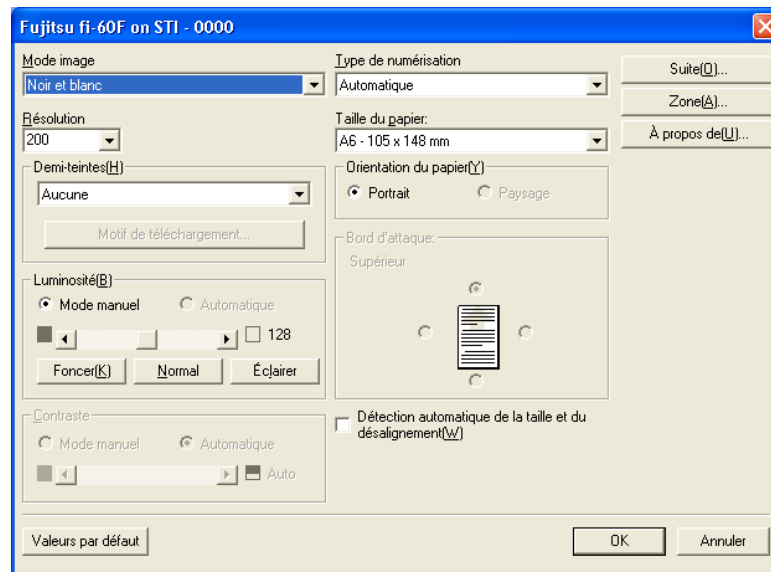 Fujitsu fi-60F on STI - 0000
Mode image
Noir et blanc
Type de numérisation
Automatique
Suite(O)...
Zone(A)...
À propos de(U)...
Résolution
200
Taille du papier:
A6 - 105 x 148 mm
Demi-teintes(H)
Aucune
Motif de téléchargement...
Orientation du papier(Y)
Portrait
Paysage
Bord d'attaque:
Supérieur
Luminosité(B)
Mode manuel
Automatique
128
Foncer(K)
Normal
Éclairer
Contraste
Mode manuel
Automatique
Auto
Détection automatique de la taille et du
désalignement(W)
Valeurs par défaut
OK
Annuler